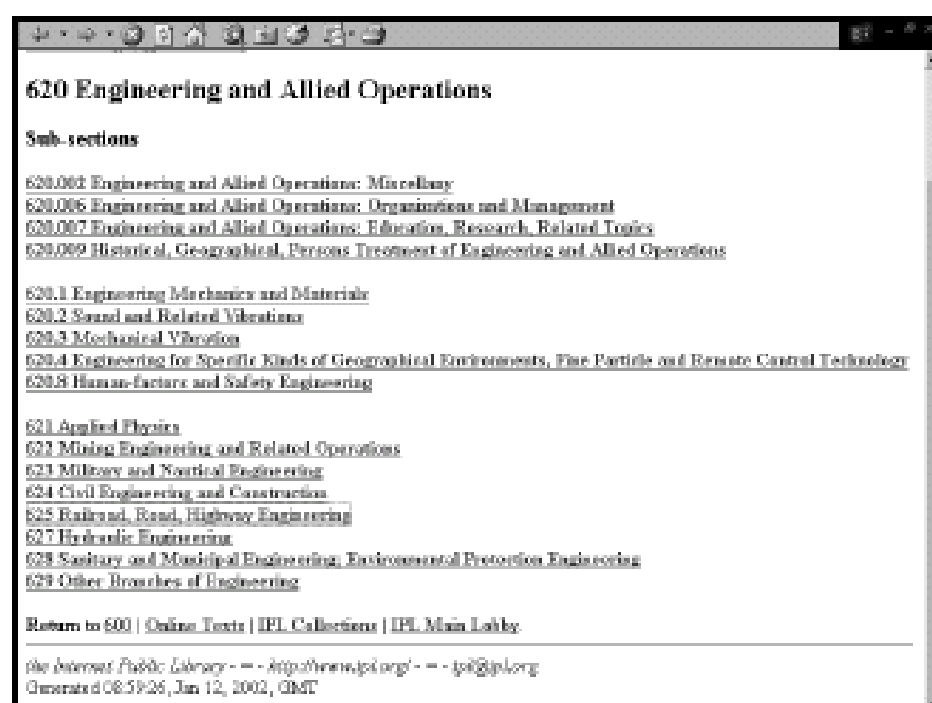 620 Engineering and Allied Operations
Sub-sections
620.002 Engineering and Allied Operations: Miscellany
620.006 Engineering and Allied Operations: Organizations and Management
620.007 Engineering and Allied Operations: Education, Research, Related Topics
620.009 Historical, Geographical, Persons Treatment of Engineering and Allied Operations
620.1 Engineering Mechanics and Materials
620.2 Sound and Related Vibrations
620.3 Mechanical Vibration
620.4 Engineering for Specific Kinds of Geographical Environments, Fine Particle and Remote Control Technology
620.8 Human-factors and Safety Engineering
621 Applied Physics
622 Mining Engineering and Related Operations
623 Military and Nautical Engineering
624 Civil Engineering and Construction
625 Railroad, Road, Highway Engineering
627 Hydraulic Engineering
628 Sanitary and Municipal Engineering; Environmental Protection Engineering
629 Other Branches of Engineering
Return to 600 | Online Texts | IPL Collections | IPL Main Lobby.
the Internet Public Library - = - http://www.ipl.org/ - = - ipl@ipl.org
Generated 08:59:26, Jan 12, 2002, GMT